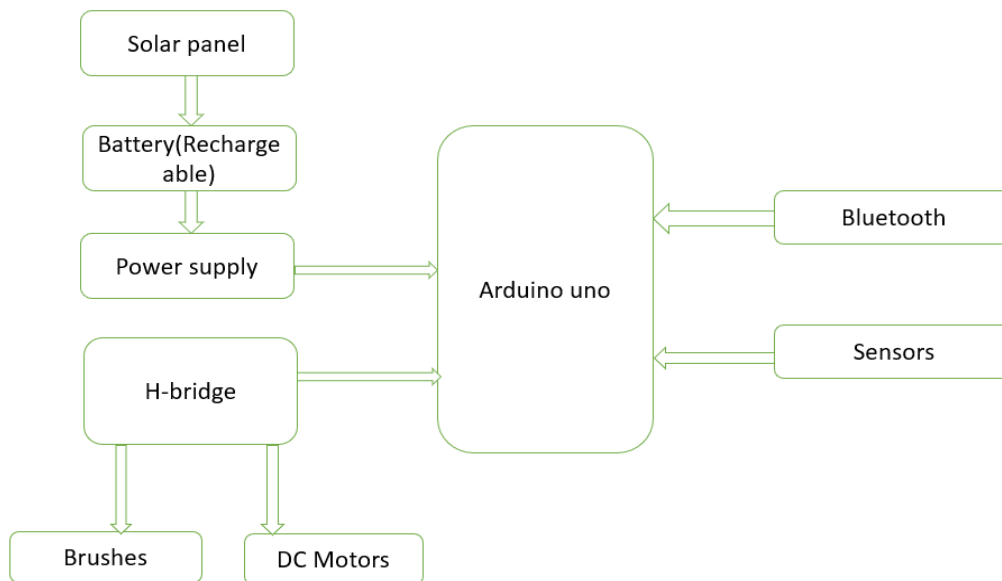 Solar panel
Battery(Recharge
able)
Power supply
H-bridge
Brushes
DC Motors
Arduino uno
Bluetooth
Sensors